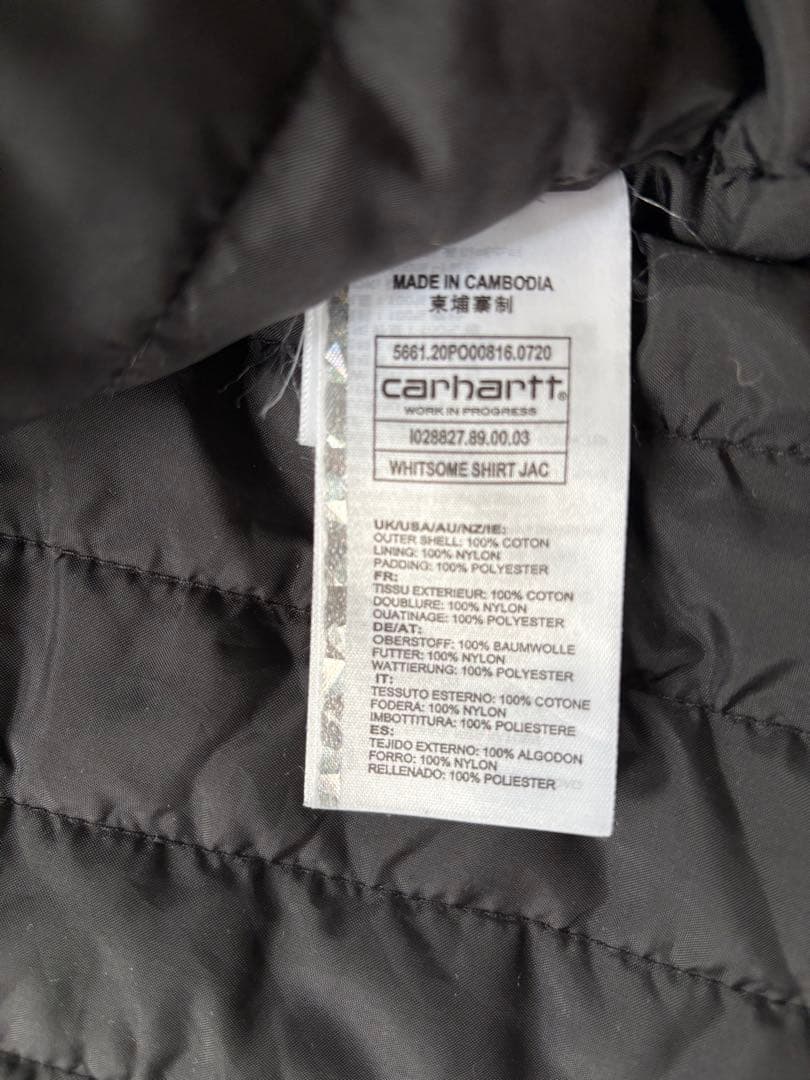 MADE IN CAMBODIA
柬埔寨制
5661.20PO00816.0720
carhartt®
WORK IN PROGRESS
I028827.89.00.03
WHITSOME SHIRT JAC
UK/USA/AU/NZ/IE:
OUTER SHELL: 100% COTTON
LINING: 100% NYLON
PADDING: 100% POLYESTER
FR:
TISSU EXTERIEUR: 100% COTON
DOUBLURE: 100% NYLON
OUATINAGE: 100% POLYESTER
DE/AT:
OBERSTOFF: 100% BAUMWOLLE
FUTTER: 100% NYLON
WATTIERUNG: 100% POLYESTER
IT:
TESSUTO ESTERNO: 100% COTONE
FODERA: 100% NYLON
IMBOTTITURA: 100% POLIESTERE
ES:
TEJIDO EXTERNO: 100% ALGODON
FORRO: 100% NYLON
RELLENADO: 100% POLIESTER